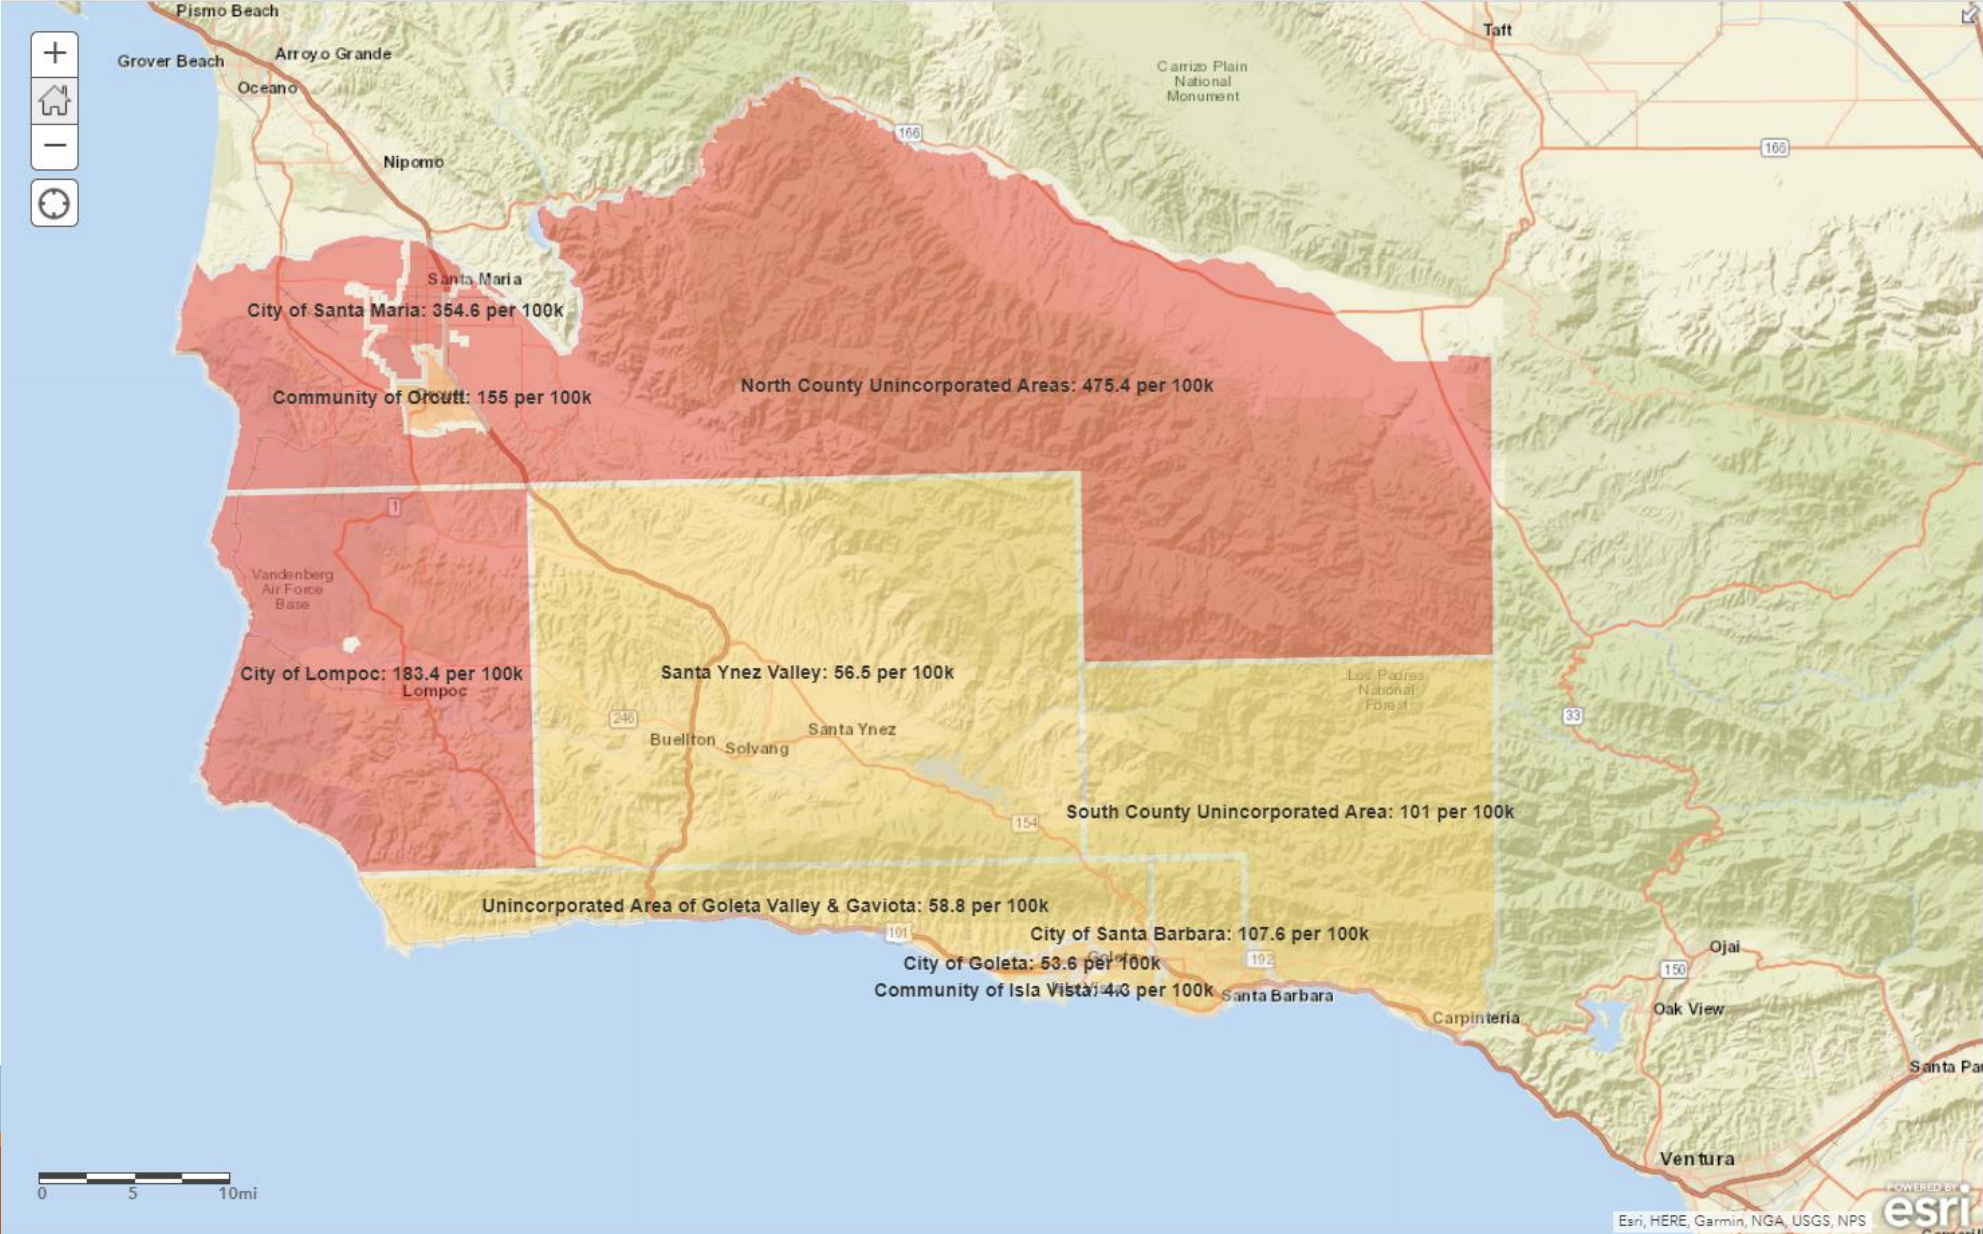 Pismo Beach
Taft
Grover Beach
Arroyo Grande
Oceano
Carrizo Plain
National
Monument
166
166
Nipomo
Santa Maria
City of Santa Maria: 354.6 per 100k
North County Unincorporated Areas: 475.4 per 100k
Community of Orcutt: 155 per 100k
1
Vandenberg
Air Force
Base
City of Lompoc: 183.4 per 100k
Lompoc
Santa Ynez Valley: 56.5 per 100k
Los Padres
National
Forest
246
33
Buellton
Solvang
Santa Ynez
154
South County Unincorporated Area: 101 per 100k
Unincorporated Area of Goleta Valley & Gaviota: 58.8 per 100k
101
City of Santa Barbara: 107.6 per 100k
Ojai
City of Goleta: 53.6 per 100k
Goleta
192
150
Community of Isla Vista: 4.3 per 100k
Santa Barbara
Carpinteria
Oak View
Santa Pau
Ventura
0 5 10mi
POWERED BY
esri
Esri, HERE, Garmin, NGA, USGS, NPS